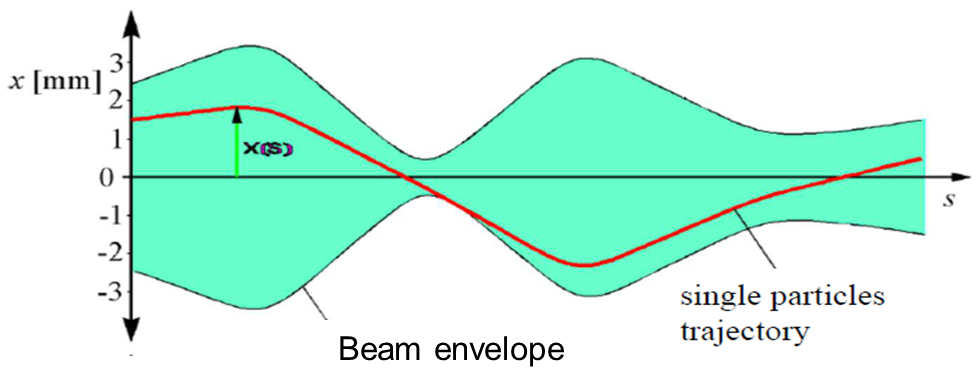 x [mm]
3
2
1
0
-1
-2
-3
X(S)
s
single particles
trajectory
Beam envelope